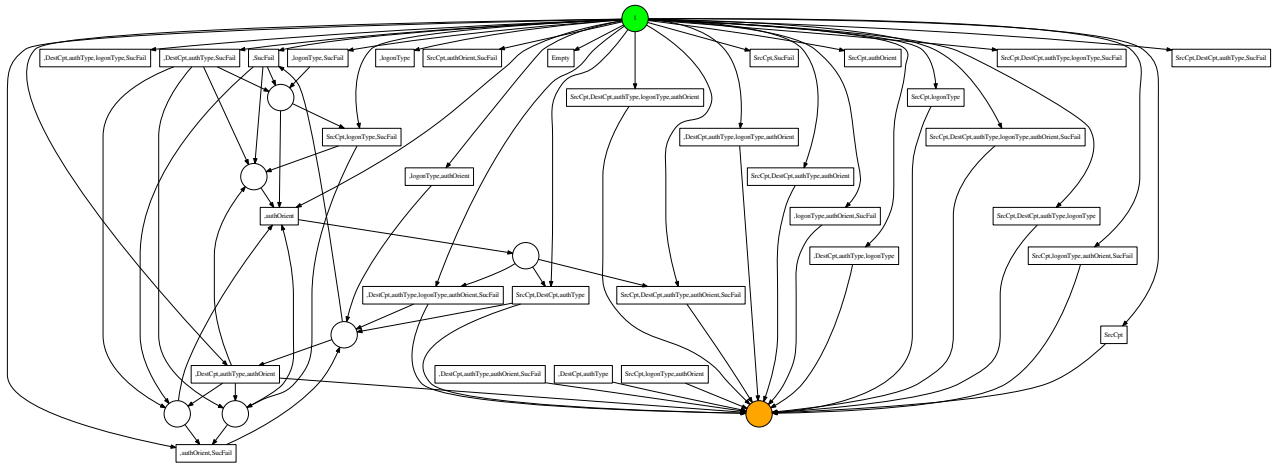 i
,DestCpt,authType,logonType,SucFail
,DestCpt,authType,SucFail
,SucFail
,logonType,SucFail
,logonType
SrcCpt,authOrient,SucFail
Empty
SrcCpt,SucFail
SrcCpt,authOrient
SrcCpt,DestCpt,authType,logonType,SucFail
SrcCpt,DestCpt,authType,SucFail
SrcCpt,DestCpt,authType,logonType,authOrient
SrcCpt,logonType
SrcCpt,logonType,SucFail
,DestCpt,authType,logonType,authOrient
SrcCpt,DestCpt,authType,logonType,authOrient,SucFail
,logonType,authOrient
SrcCpt,DestCpt,authType,authOrient
,authOrient
,logonType,authOrient,SucFail
SrcCpt,DestCpt,authType,logonType
,DestCpt,authType,logonType
SrcCpt,logonType,authOrient,SucFail
,DestCpt,authType,logonType,authOrient,SucFail
SrcCpt,DestCpt,authType
SrcCpt,DestCpt,authType,authOrient,SucFail
SrcCpt
,DestCpt,authType,authOrient
,DestCpt,authType,authOrient,SucFail
,DestCpt,authType
SrcCpt,logonType,authOrient
,authOrient,SucFail